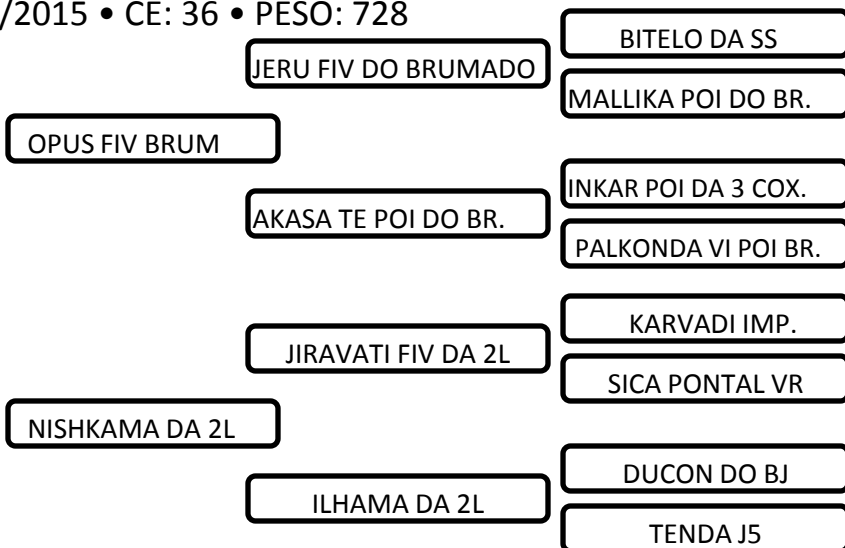 /2015 • CE: 36 • PESO: 728
BITELO DA SS
JERU FIV DO BRUMADO
MALLIKA POI DO BR.
OPUS FIV BRUM
INKAR POI DA 3 COX.
AKASA TE POI DO BR.
PALKONDA VI POI BR.
KARVADI IMP.
JIRAVATI FIV DA 2L
SICA PONTAL VR
NISHKAMA DA 2L
DUCON DO BJ
ILHAMA DA 2L
TENDA J5